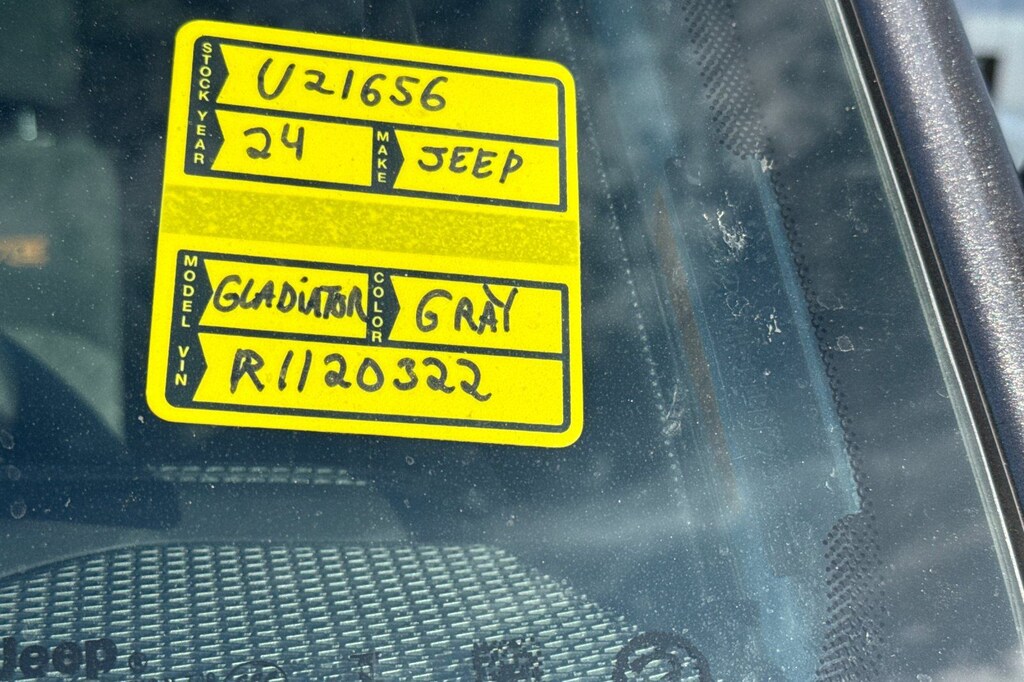 STOCK U21656
YEAR 24 MAKE JEEP
MODEL GLADIATOR COLOR GRAY
VIN R1120322
Jeep®